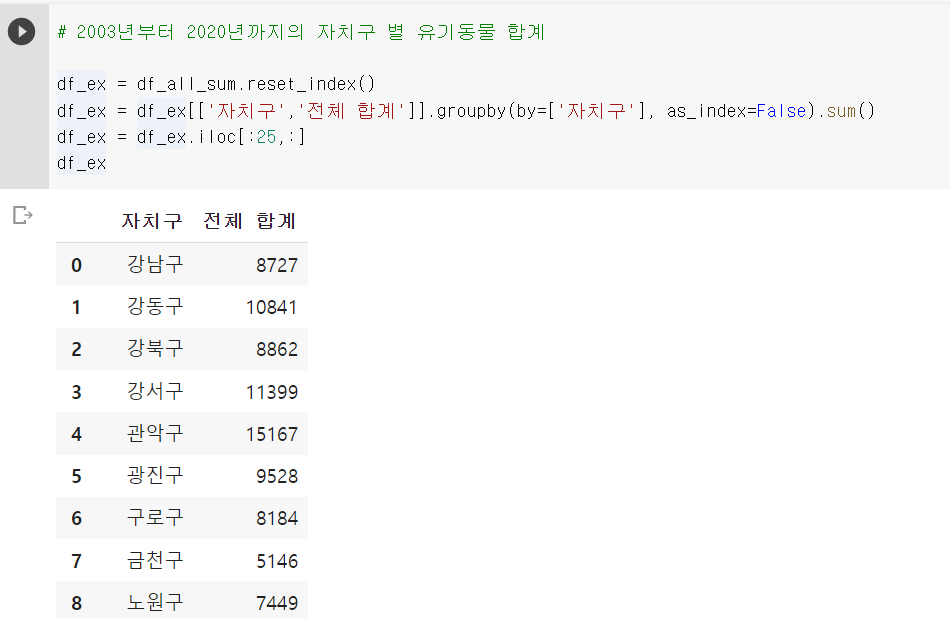 # 2003년부터 2020년까지의 자치구 별 유기동물 합계
df_ex = df_all_sum.reset_index()
df_ex = df_ex[['자치구','전체 합계']].groupby(by=['자치구'], as_index=False).sum()
df_ex = df_ex.iloc[:25,:]
df_ex
자치구 전체 합계
0 강남구 8727
1 강동구 10841
2 강북구 8862
3 강서구 11399
4 관악구 15167
5 광진구 9528
6 구로구 8184
7 금천구 5146
8 노원구 7449